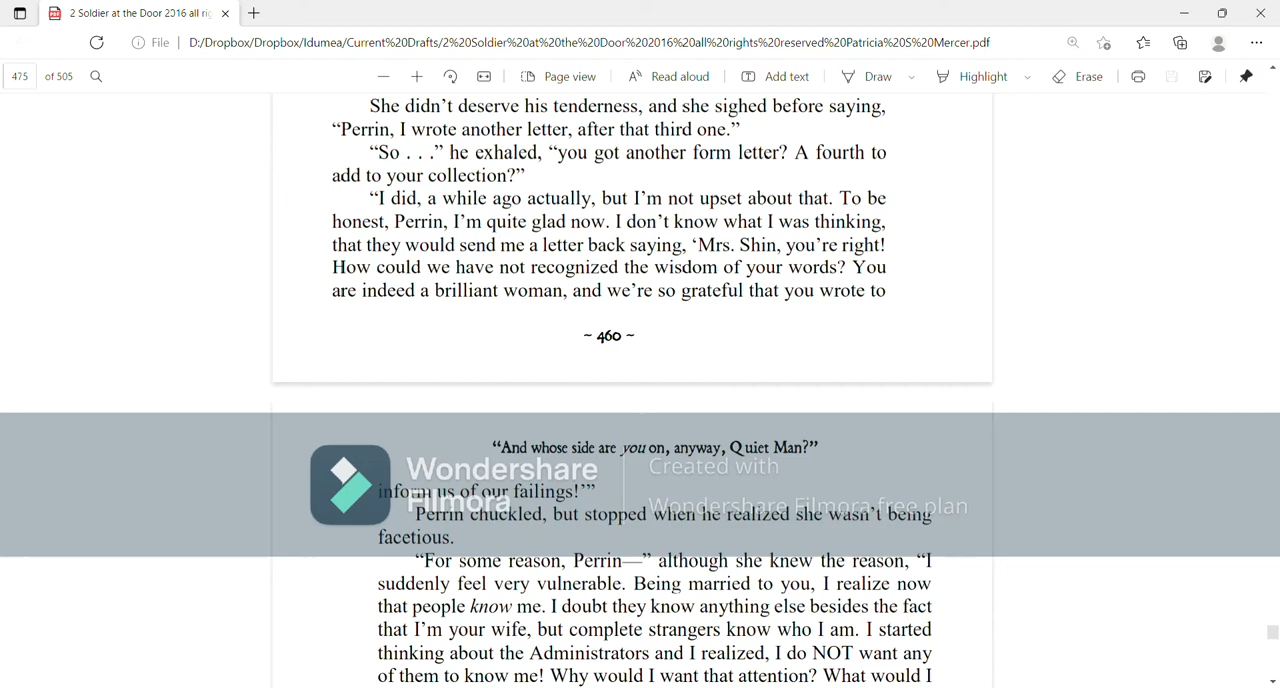 2 Soldier at the Door 2016 all rig
File
D:/Dropbox/Dropbox/Idumea/Current%20Drafts/2%20Soldier%20at%20the%20Door%202016%20all%20rights%20reserved%20Patricia%20S%20Mercer.pdf
475 of 505
Page view
Read aloud
Add text
Draw
Highlight
Erase
She didn't deserve his tenderness, and she sighed before saying,
“Perrin, I wrote another letter, after that third one.”
“So . . .” he exhaled, “you got another form letter? A fourth to
add to your collection?”
“I did, a while ago actually, but I'm not upset about that. To be
honest, Perrin, I'm quite glad now. I don't know what I was thinking,
that they would send me a letter back saying, ‘Mrs. Shin, you're right!
How could we have not recognized the wisdom of your words? You
are indeed a brilliant woman, and we're so grateful that you wrote to
~ 460 ~
“And whose side are you on, anyway, Quiet Man?”
Wondershare
Filmora
Created with
Wondershare Filmora free plan
inform us of our failings!’”
Perrin chuckled, but stopped when he realized she wasn't being
facetious.
“For some reason, Perrin—” although she knew the reason, “I
suddenly feel very vulnerable. Being married to you, I realize now
that people know me. I doubt they know anything else besides the fact
that I'm your wife, but complete strangers know who I am. I started
thinking about the Administrators and I realized, I do NOT want any
of them to know me! Why would I want that attention? What would I